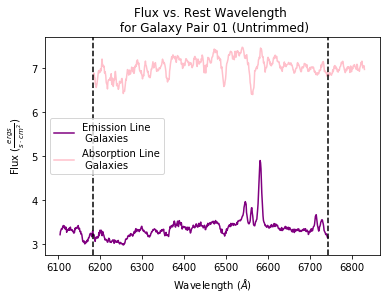 Flux vs. Rest Wavelength
for Galaxy Pair 01 (Untrimmed)
7
6
5
4
3
Flux (ergs / s · cm²)
Emission Line
Galaxies
Absorption Line
Galaxies
6100 6200 6300 6400 6500 6600 6700 6800
Wavelength (Å)